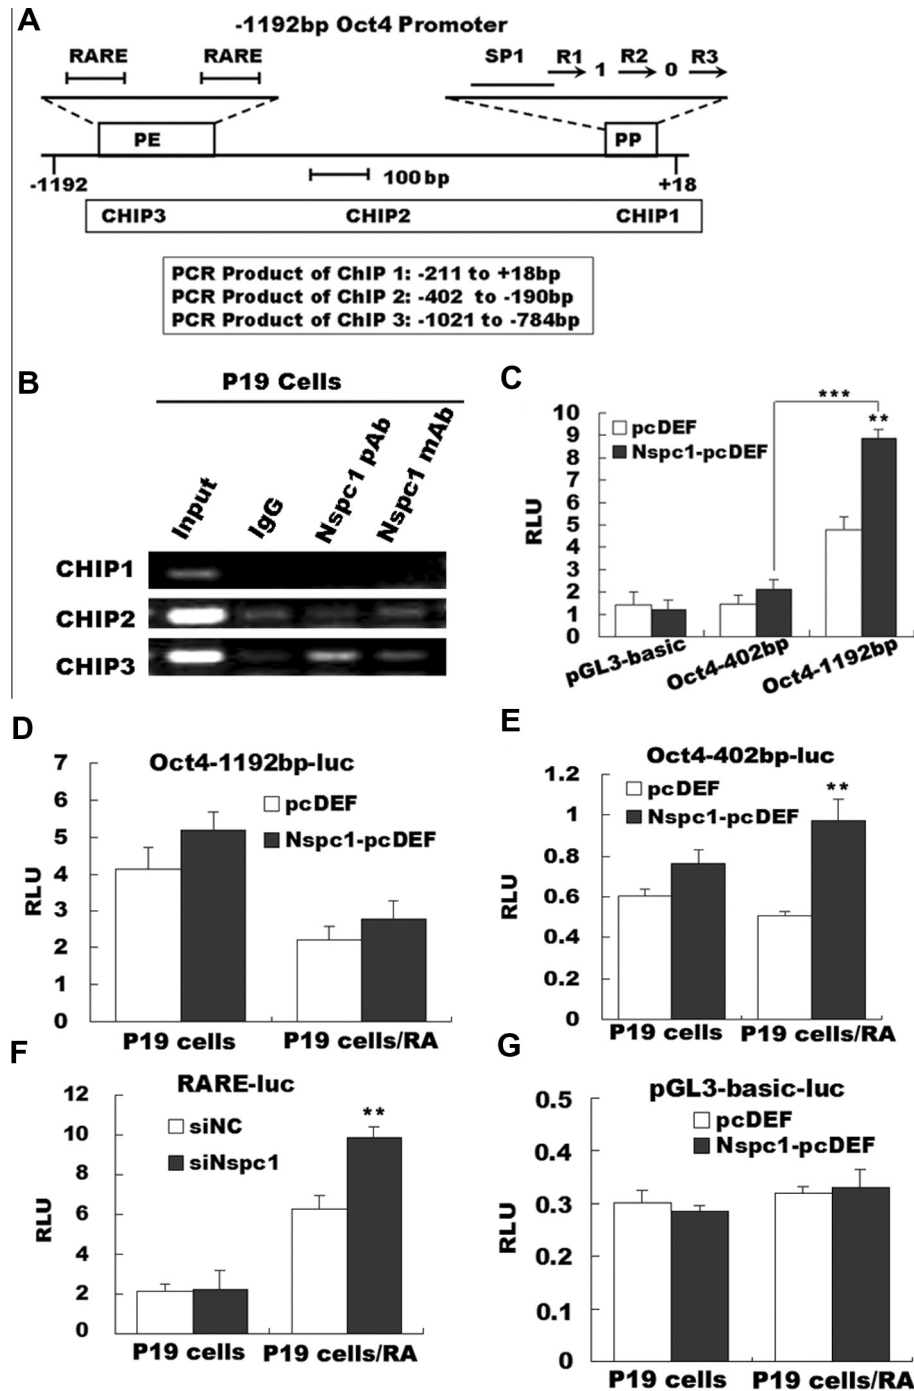 A
-1192bp Oct4 Promoter
RARE RARE SP1 R1 1 R2 0 R3
PE PP
100bp
-1192 +18
CHIP3 CHIP2 CHIP1
PCR Product of ChIP 1: -211 to +18bp
PCR Product of ChIP 2: -402 to -190bp
PCR Product of ChIP 3: -1021 to -784bp
B
P19 Cells
Input IgG Nspc1 pAb Nspc1 mAb
CHIP1
CHIP2
CHIP3
C
***
**
pcDEF
Nspc1-pcDEF
RLU
10
9
8
7
6
5
4
3
2
1
0
pGL3-basic Oct4-402bp Oct4-1192bp
D
Oct4-1192bp-luc
pcDEF
Nspc1-pcDEF
RLU
7
6
5
4
3
2
1
0
P19 cells P19 cells/RA
E
Oct4-402bp-luc
pcDEF
Nspc1-pcDEF
**
RLU
1.2
1
0.8
0.6
0.4
0.2
0
P19 cells P19 cells/RA
F
RARE-luc
siNC
siNspc1
**
RLU
12
10
8
6
4
2
0
P19 cells P19 cells/RA
G
pGL3-basic-luc
pcDEF
Nspc1-pcDEF
RLU
0.5
0.4
0.3
0.2
0.1
0
P19 cells P19 cells/RA